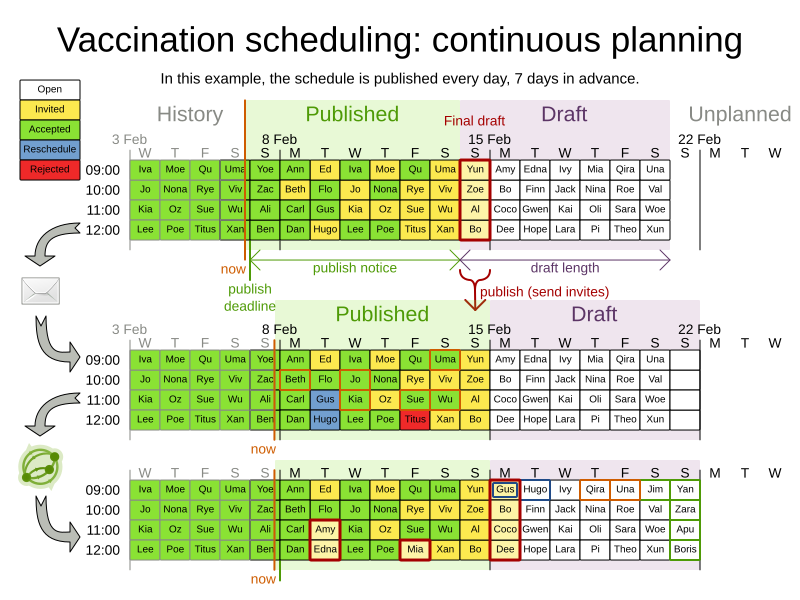 Vaccination scheduling: continuous planning
In this example, the schedule is published every day, 7 days in advance.
Open
Invited
Accepted
Reschedule
Rejected
History Published Draft Unplanned
Final draft
3 Feb 8 Feb 15 Feb 22 Feb
W T F S S M T W T F S S M T W T F S S M T W
09:00 Iva Moe Qu Uma Yoe Ann Ed Ivy Moe Qu Uma Yun Amy Edna Ivy Mia Qira Una
10:00 Jo Nona Rye Viv Zac Beth Flo Jo Nona Rye Viv Zoe Bo Finn Jack Nina Roe Val
11:00 Kia Oz Sue Wu Ali Carl Gus Kia Oz Sue Wu Al Coco Gwen Kai Oli Sara Woe
12:00 Lee Poe Titus Xan Ben Dan Hugo Lee Poe Titus Xan Bo Dee Hope Lara Pi Theo Xun
now publish notice draft length
publish
deadline
publish (send invites)
Published Draft
3 Feb 8 Feb 15 Feb 22 Feb
W T F S S M T W T F S S M T W T F S S M T W
09:00 Iva Moe Qu Uma Yoe Ann Ed Iva Moe Qu Uma Yun Amy Edna Ivy Mia Qira Una
10:00 Jo Nona Rye Viv Zac Beth Flo Jo Nona Rye Viv Zoe Bo Finn Jack Nina Roe Val
11:00 Kia Oz Sue Wu Ali Carl Gus Kia Oz Sue Wu Al Coco Gwen Kai Oli Sara Woe
12:00 Lee Poe Titus Xan Ben Dan Hugo Lee Poe Titus Xan Bo Dee Hope Lara Pi Theo Xun
now
W T F S S M T W T F S S M T W T F S S M T W
09:00 Iva Moe Qu Uma Yoe Ann Ed Iva Moe Qu Uma Yun Gus Hugo Ivy Qira Una Jim Yan
10:00 Jo Nona Rye Viv Zac Beth Flo Jo Nona Rye Viv Zoe Bo Finn Jack Nina Roe Val Zara
11:00 Kia Oz Sue Wu Ali Carl Amy Kia Oz Sue Wu Al Coco Gwen Kai Oli Sara Woe Apu
12:00 Lee Poe Titus Xan Ben Dan Edna Lee Poe Mia Xan Bo Dee Hope Lara Pi Theo Xun Boris
now